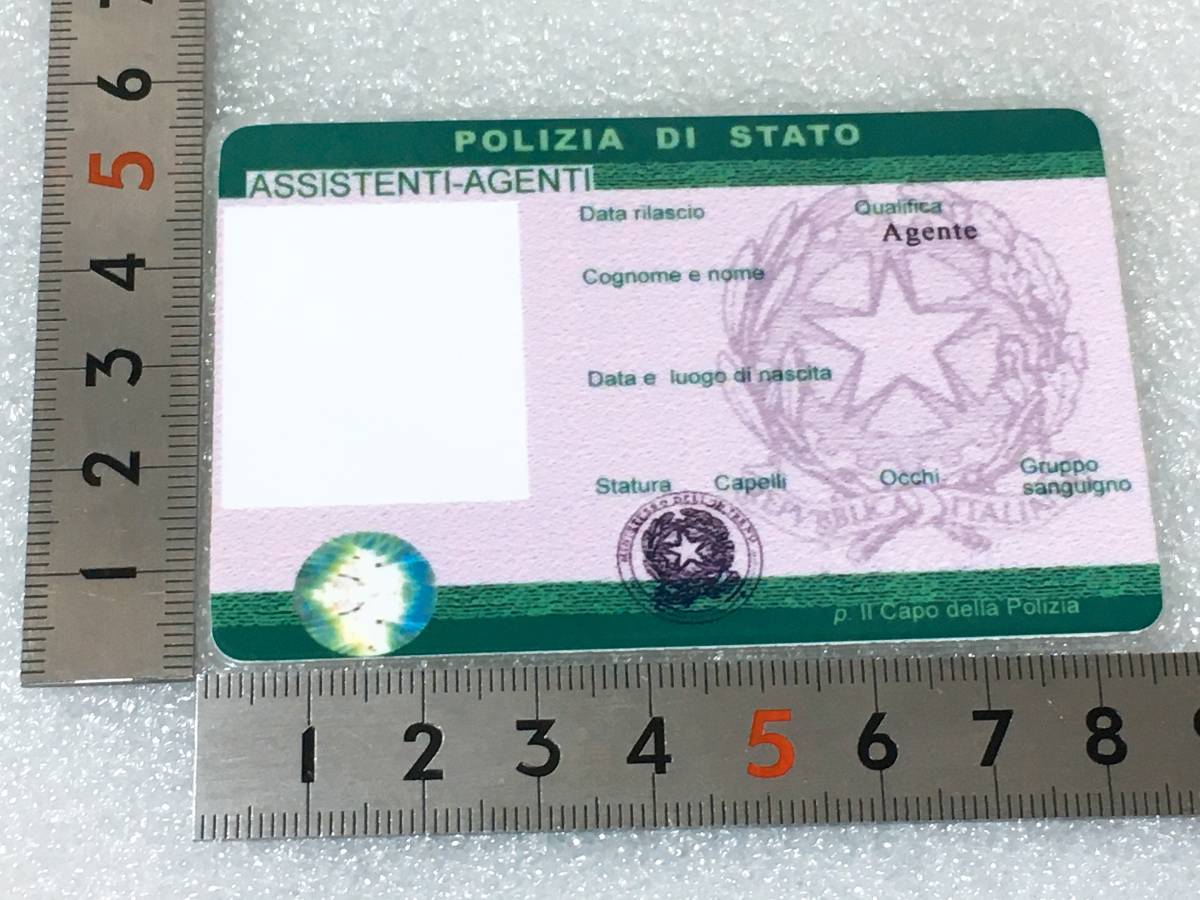 POLIZIA DI STATO
ASSISTENTI-AGENTI
Data rilascio
Qualifica
Agente
Cognome e nome
Data e luogo di nascita
Statura
Capelli
Occhi
Gruppo
sanguigno
REPVBBLICA ITALIANA
p. Il Capo della Polizia
6
5
4
3
2
1
1 2 3 4 5 6 7 8